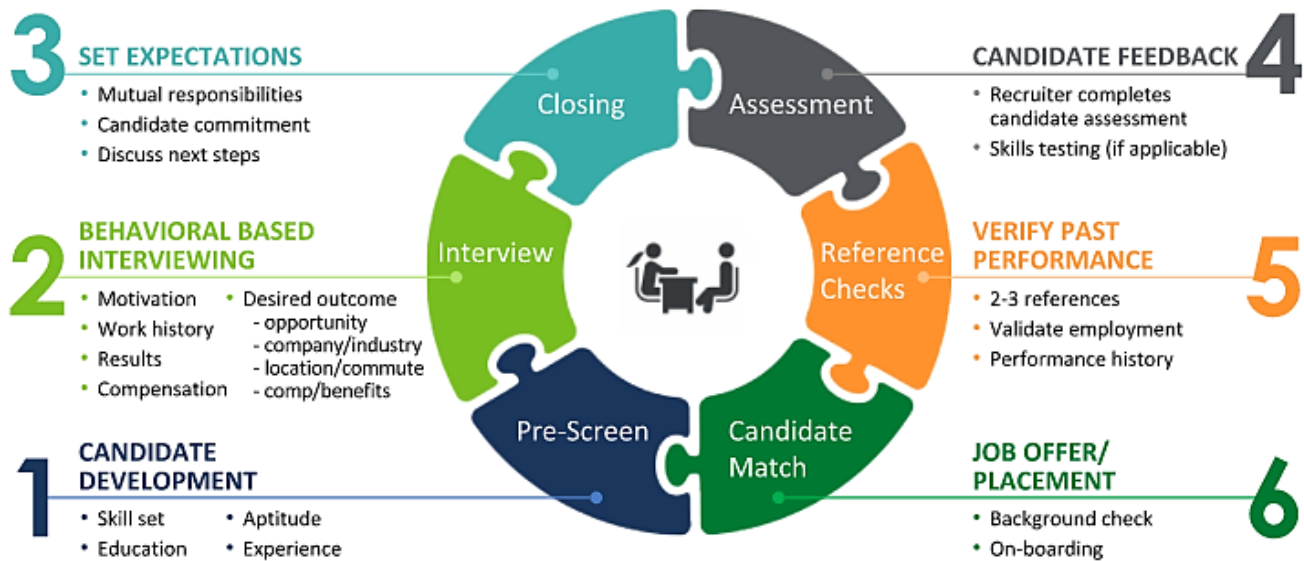 3
SET EXPECTATIONS
• Mutual responsibilities
• Candidate commitment
• Discuss next steps
2
BEHAVIORAL BASED
INTERVIEWING
• Motivation
• Work history
• Results
• Compensation
• Desired outcome
- opportunity
- company/industry
- location/commute
- comp/benefits
1
CANDIDATE
DEVELOPMENT
• Skill set
• Education
• Aptitude
• Experience
Closing
Assessment
Interview
Reference
Checks
Pre-Screen
Candidate
Match
CANDIDATE FEEDBACK
4
• Recruiter completes
candidate assessment
• Skills testing (if applicable)
VERIFY PAST
PERFORMANCE
5
• 2-3 references
• Validate employment
• Performance history
JOB OFFER/
PLACEMENT
6
• Background check
• On-boarding